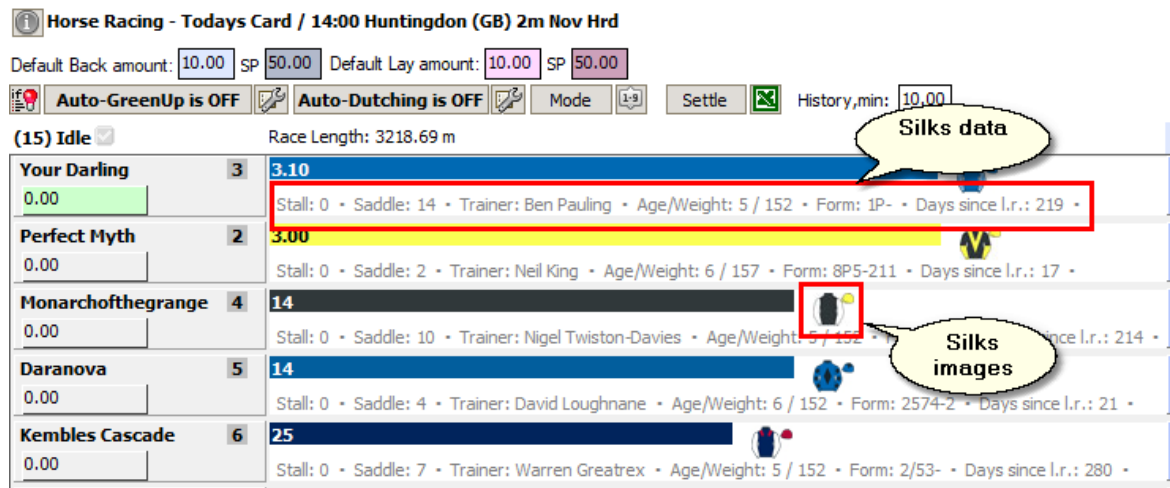 Horse Racing - Todays Card / 14:00 Huntingdon (GB) 2m Nov Hrd
Default Back amount: 10.00 SP 50.00 Default Lay amount: 10.00 SP 50.00
Auto-GreenUp is OFF Auto-Dutching is OFF Mode 1-9 Settle History,min: 10,00
Silks data
(15) Idle Race Length: 3218.69 m
Your Darling 3 3.10
0.00 Stall: 0 • Saddle: 14 • Trainer: Ben Pauling • Age/Weight: 5 / 152 • Form: 1P- • Days since l.r.: 219 •
Perfect Myth 2 3.00
0.00 Stall: 0 • Saddle: 2 • Trainer: Neil King • Age/Weight: 6 / 157 • Form: 8P5-211 • Days since l.r.: 17 •
Monarchofthegrange 4 14
0.00 Stall: 0 • Saddle: 10 • Trainer: Nigel Twiston-Davies • Age/Weight: 5 / 152 • l.r.: 214 •
Silks
images
Daranova 5 14
0.00 Stall: 0 • Saddle: 4 • Trainer: David Loughnane • Age/Weight: 6 / 152 • Form: 2574-2 • Days since l.r.: 21 •
Kembles Cascade 6 25
0.00 Stall: 0 • Saddle: 7 • Trainer: Warren Greatrex • Age/Weight: 5 / 152 • Form: 2/53- • Days since l.r.: 280 •